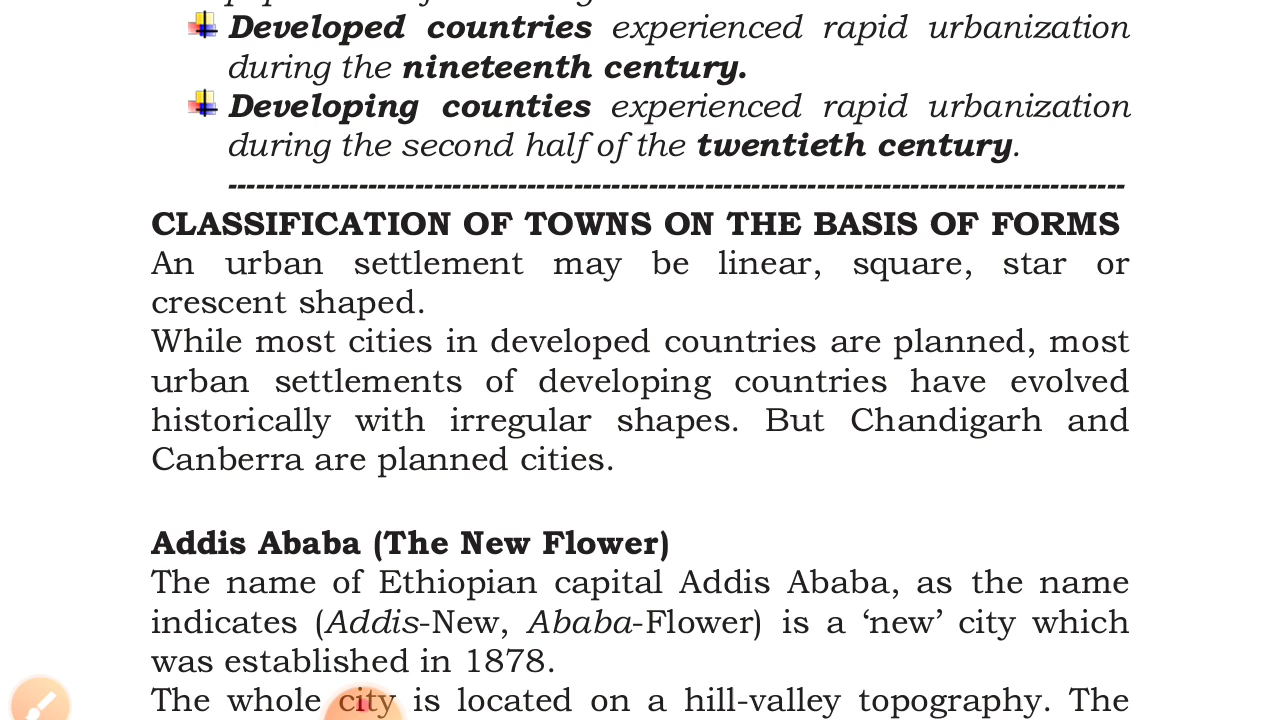 Developed countries experienced rapid urbanization
during the nineteenth century.
Developing counties experienced rapid urbanization
during the second half of the twentieth century.
CLASSIFICATION OF TOWNS ON THE BASIS OF FORMS
An urban settlement may be linear, square, star or
crescent shaped.
While most cities in developed countries are planned, most
urban settlements of developing countries have evolved
historically with irregular shapes. But Chandigarh and
Canberra are planned cities.
Addis Ababa (The New Flower)
The name of Ethiopian capital Addis Ababa, as the name
indicates (Addis-New, Ababa-Flower) is a ‘new’ city which
was established in 1878.
The whole city is located on a hill-valley topography. The